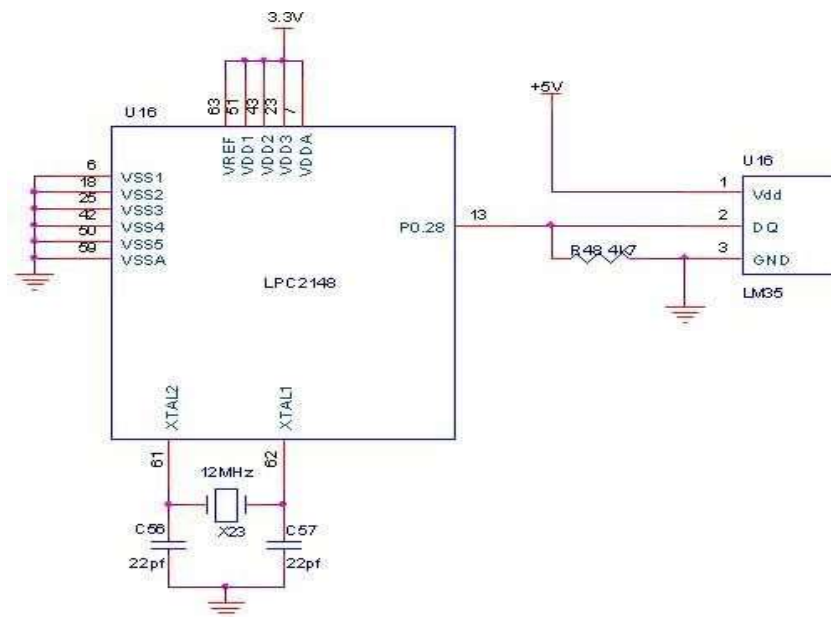 3.3V
+5V
63 51 43 23 7
U16
VREF VDD1 VDD2 VDD3 VDDA
U16
6 VSS1
18 VSS2
25 VSS3
42 VSS4
50 VSS5
59 VSSA
P0.28 13
1 Vdd
2 DQ
R48 4K7
3 GND
LPC2148
LM35
XTAL2 XTAL1
61 62
12MHz
X23
C56 C57
22pf 22pf